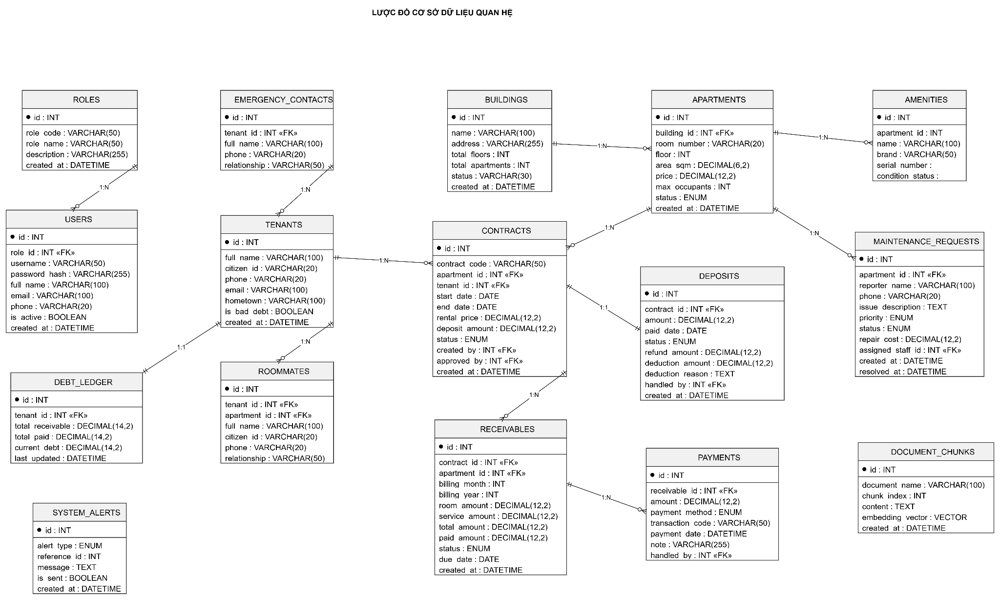 LƯỢC ĐỒ CƠ SỞ DỮ LIỆU QUAN HỆ
ROLES
id : INT
role_code : VARCHAR(50)
role_name : VARCHAR(50)
description : VARCHAR(255)
created_at : DATETIME
EMERGENCY_CONTACTS
id : INT
tenant_id : INT «FK»
full_name : VARCHAR(100)
phone : VARCHAR(20)
relationship : VARCHAR(50)
BUILDINGS
id : INT
name : VARCHAR(100)
address : VARCHAR(255)
total_floors : INT
total_apartments : INT
status : VARCHAR(30)
created_at : DATETIME
APARTMENTS
id : INT
building_id : INT «FK»
room_number : VARCHAR(20)
floor : INT
area_sqm : DECIMAL(6,2)
price : DECIMAL(12,2)
max_occupants : INT
status : ENUM
created_at : DATETIME
AMENITIES
id : INT
apartment_id : INT
name : VARCHAR(100)
brand : VARCHAR(50)
serial_number :
condition_status :
1:N
1:N
1:N
1:N
USERS
id : INT
role_id : INT «FK»
username : VARCHAR(50)
password_hash : VARCHAR(255)
full_name : VARCHAR(100)
email : VARCHAR(100)
phone : VARCHAR(20)
is_active : BOOLEAN
created_at : DATETIME
TENANTS
id : INT
full_name : VARCHAR(100)
citizen_id : VARCHAR(20)
phone : VARCHAR(20)
email : VARCHAR(100)
hometown : VARCHAR(100)
is_bad_debt : BOOLEAN
created_at : DATETIME
1:N
CONTRACTS
id : INT
contract_code : VARCHAR(50)
apartment_id : INT «FK»
tenant_id : INT «FK»
start_date : DATE
end_date : DATE
rental_price : DECIMAL(12,2)
deposit_amount : DECIMAL(12,2)
status : ENUM
created_by : INT «FK»
approved_by : INT «FK»
created_at : DATETIME
1:N
1:N
MAINTENANCE_REQUESTS
id : INT
apartment_id : INT «FK»
reporter_name : VARCHAR(100)
phone : VARCHAR(20)
issue_description : TEXT
priority : ENUM
status : ENUM
repair_cost : DECIMAL(12,2)
assigned_staff_id : INT «FK»
created_at : DATETIME
resolved_at : DATETIME
1:1
DEPOSITS
id : INT
contract_id : INT «FK»
amount : DECIMAL(12,2)
paid_date : DATE
status : ENUM
refund_amount : DECIMAL(12,2)
deduction_amount : DECIMAL(12,2)
deduction_reason : TEXT
handled_by : INT «FK»
created_at : DATETIME
1:1
1:N
DEBT_LEDGER
id : INT
tenant_id : INT «FK»
total_receivable : DECIMAL(14,2)
total_paid : DECIMAL(14,2)
current_debt : DECIMAL(14,2)
last_updated : DATETIME
ROOMMATES
id : INT
tenant_id : INT «FK»
apartment_id : INT «FK»
full_name : VARCHAR(100)
citizen_id : VARCHAR(20)
phone : VARCHAR(20)
relationship : VARCHAR(50)
1:N
RECEIVABLES
id : INT
contract_id : INT «FK»
apartment_id : INT «FK»
billing_month : INT
billing_year : INT
room_amount : DECIMAL(12,2)
service_amount : DECIMAL(12,2)
total_amount : DECIMAL(12,2)
paid_amount : DECIMAL(12,2)
status : ENUM
due_date : DATE
created_at : DATETIME
1:N
PAYMENTS
id : INT
receivable_id : INT «FK»
amount : DECIMAL(12,2)
payment_method : ENUM
transaction_code : VARCHAR(50)
payment_date : DATETIME
note : VARCHAR(255)
handled_by : INT «FK»
DOCUMENT_CHUNKS
id : INT
document_name : VARCHAR(100)
chunk_index : INT
content : TEXT
embedding_vector : VECTOR
created_at : DATETIME
SYSTEM_ALERTS
id : INT
alert_type : ENUM
reference_id : INT
message : TEXT
is_sent : BOOLEAN
created_at : DATETIME